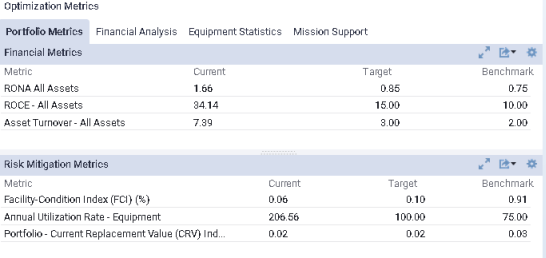 Optimization Metrics
Portfolio Metrics Financial Analysis Equipment Statistics Mission Support
Financial Metrics
Metric Current Target Benchmark
RONA All Assets 1.66 0.85 0.75
ROCE - All Assets 34.14 15.00 10.00
Asset Turnover - All Assets 7.39 3.00 2.00
Risk Mitigation Metrics
Metric Current Target Benchmark
Facility-Condition Index (FCI) (%) 0.06 0.10 0.91
Annual Utilization Rate - Equipment 206.56 100.00 75.00
Portfolio - Current Replacement Value (CRV) Ind... 0.02 0.02 0.03